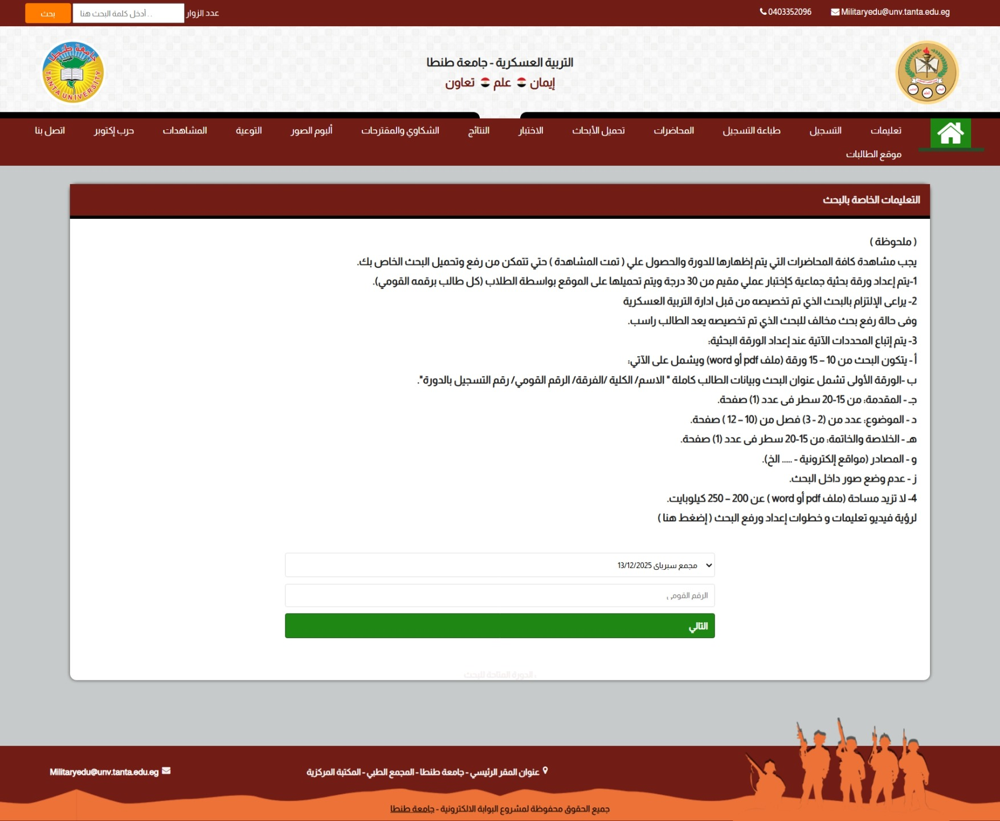 Militaryedu@unv.tanta.edu.eg 0403352096 عدد الزوار أدخل كلمة البحث هنا . . بحث
التربية العسكرية - جامعة طنطا
إيمان علم تعاون
جامعة طنطا
TANTA UNIVERSITY
تعليمات التسجيل طباعة التسجيل المحاضرات تحميل الأبحاث الاختبار النتائج الشكاوي والمقترحات ألبوم الصور التوعية المشاهدات حرب إكتوبر اتصل بنا
موقع الطالبات
التعليمات الخاصة بالبحث
( ملحوظة )
يجب مشاهدة كافة المحاضرات التي يتم إظهارها للدورة والحصول علي ( تمت المشاهدة ) حتي تتمكن من رفع وتحميل البحث الخاص بك.
1-يتم إعداد ورقة بحثية جماعية كإختبار عملي مقيم من 30 درجة ويتم تحميلها على الموقع بواسطة الطلاب (كل طالب برقمه القومي).
2- يراعى الإلتزام بالبحث الذي تم تخصيصه من قبل ادارة التربية العسكرية
وفى حالة رفع بحث مخالف للبحث الذي تم تخصيصه يعد الطالب راسب.
3- يتم إتباع المحددات الآتية عند إعداد الورقة البحثية:
أ - يتكون البحث من 10 – 15 ورقة (ملف pdf أو word) ويشمل على الآتي:
ب -الورقة الأولى تشمل عنوان البحث وبيانات الطالب كاملة " الاسم/ الكلية /الفرقة/ الرقم القومي/ رقم التسجيل بالدورة".
جـ - المقدمة: من 15-20 سطر فى عدد (1) صفحة.
د - الموضوع: عدد من (2 - 3) فصل من (10 – 12 ) صفحة.
هـ - الخلاصة والخاتمة: من 15-20 سطر فى عدد (1) صفحة.
و - المصادر (مواقع إلكترونية - ..... الخ).
ز - عدم وضع صور داخل البحث.
4- لا تزيد مساحة (ملف pdf أو word ) عن 200 – 250 كيلوبايت.
لرؤية فيديو تعليمات و خطوات إعداد ورفع البحث ( إضغط هنا )
مجمع سبرباى 13/12/2025
الرقم القومي
التالي
الدورة المتاحة للبحث
عنوان المقر الرئيسي - جامعة طنطا - المجمع الطبي - المكتبة المركزية
Militaryedu@unv.tanta.edu.eg
جميع الحقوق محفوظة لمشروع البوابة الالكترونية - جامعة طنطا